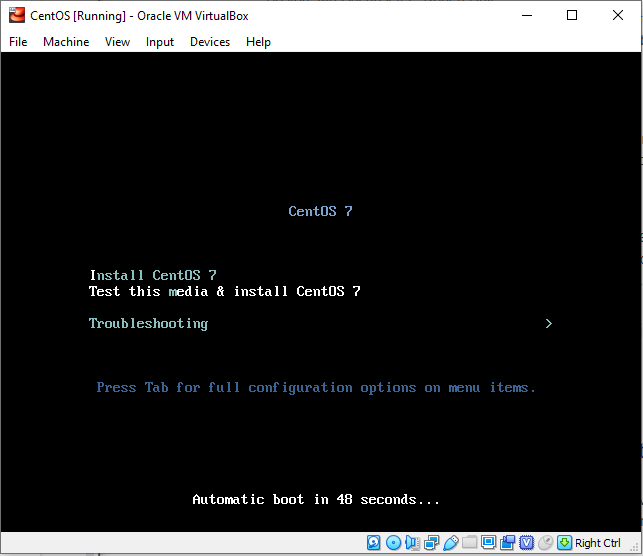 CentOS [Running] - Oracle VM VirtualBox
File Machine View Input Devices Help
CentOS 7
Install CentOS 7
Test this media & install CentOS 7
Troubleshooting >
Press Tab for full configuration options on menu items.
Automatic boot in 48 seconds...
Right Ctrl